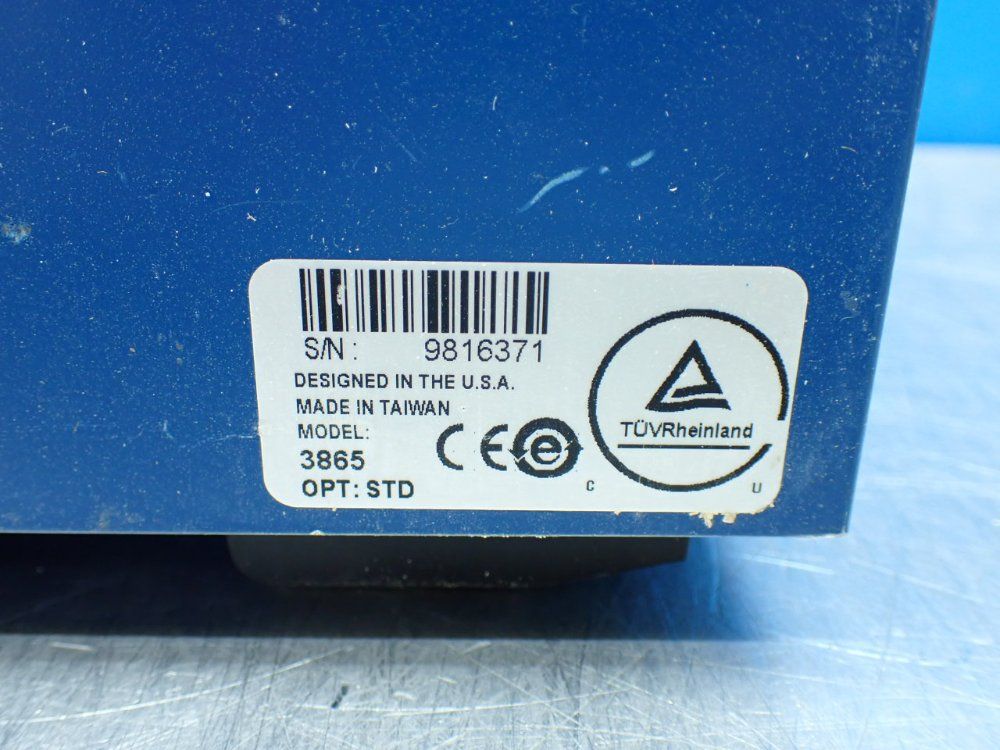 S/N : 9816371
DESIGNED IN THE U.S.A.
MADE IN TAIWAN
MODEL:
3865
OPT: STD
CE
e
TÜVRheinland
C U